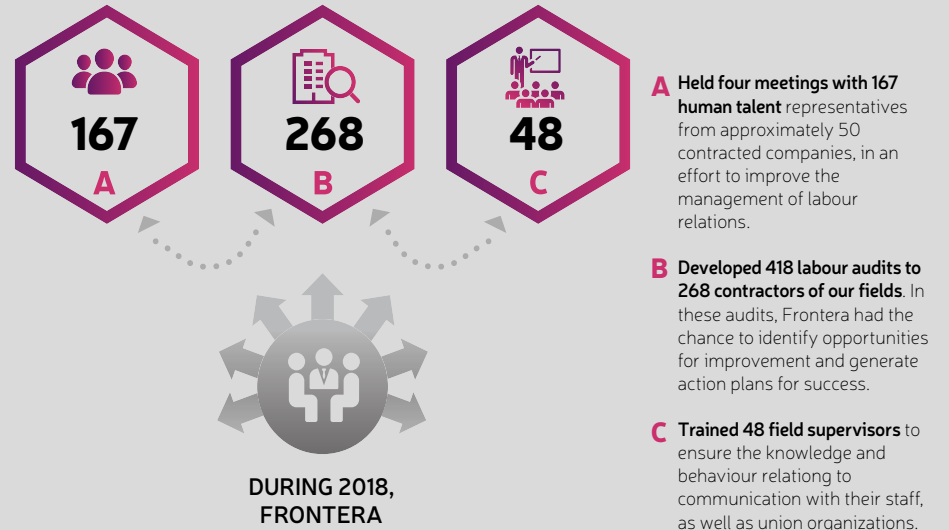 167
A
268
B
48
C
DURING 2018,
FRONTERA
A Held four meetings with 167
human talent representatives
from approximately 50
contracted companies, in an
effort to improve the
management of labour
relations.
B Developed 418 labour audits to
268 contractors of our fields. In
these audits, Frontera had the
chance to identify opportunities
for improvement and generate
action plans for success.
C Trained 48 field supervisors to
ensure the knowledge and
behaviour relationg to
communication with their staff,
as well as union organizations.